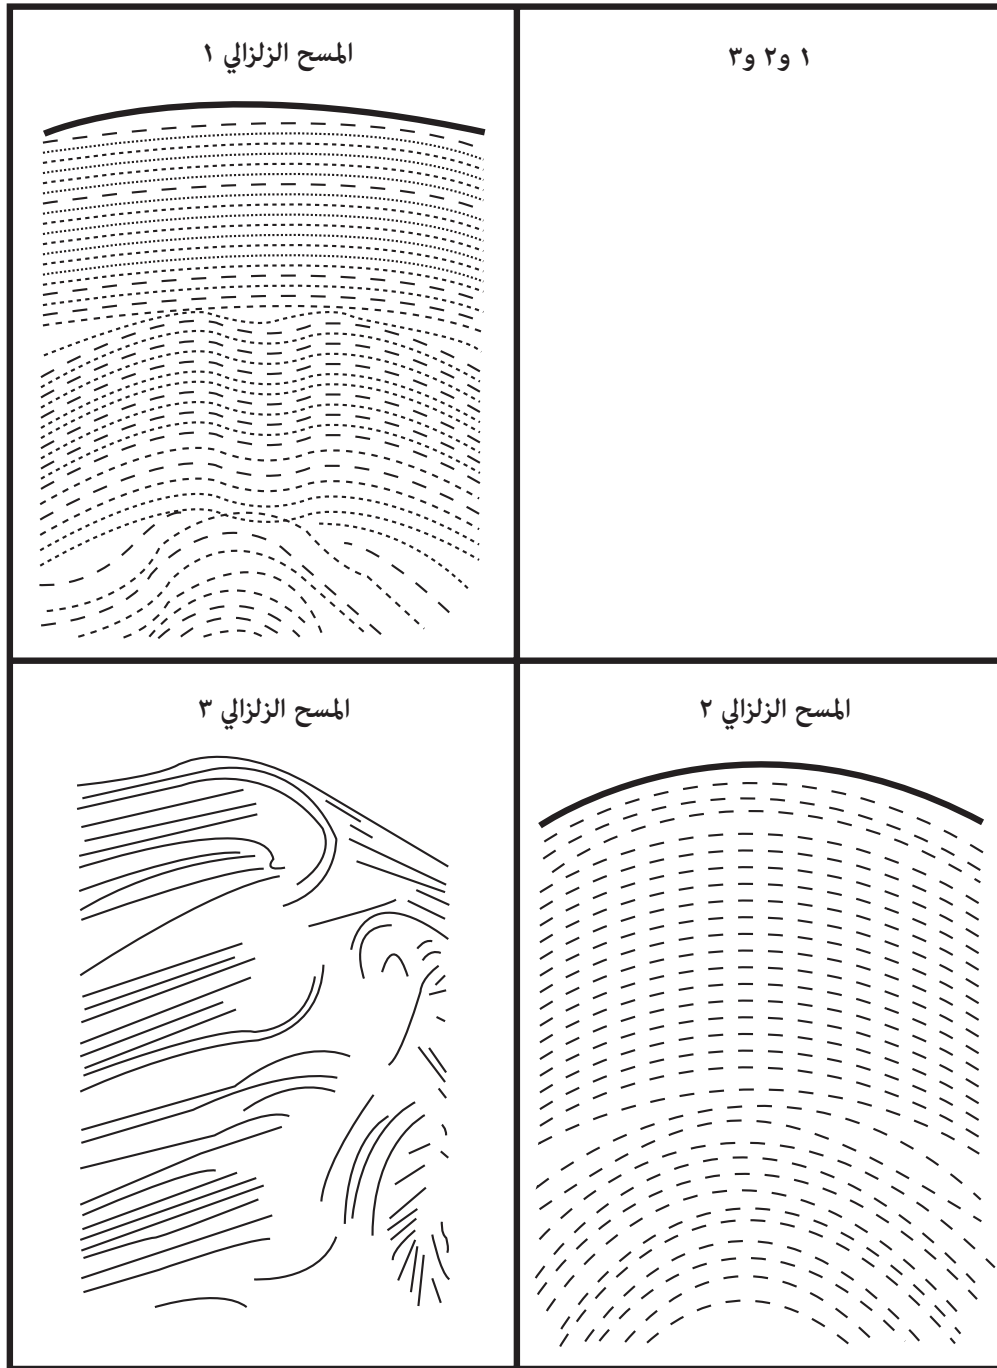 المسح الزلزالي ١
١ و٢ و٣
المسح الزلزالي ٣
المسح الزلزالي ٢